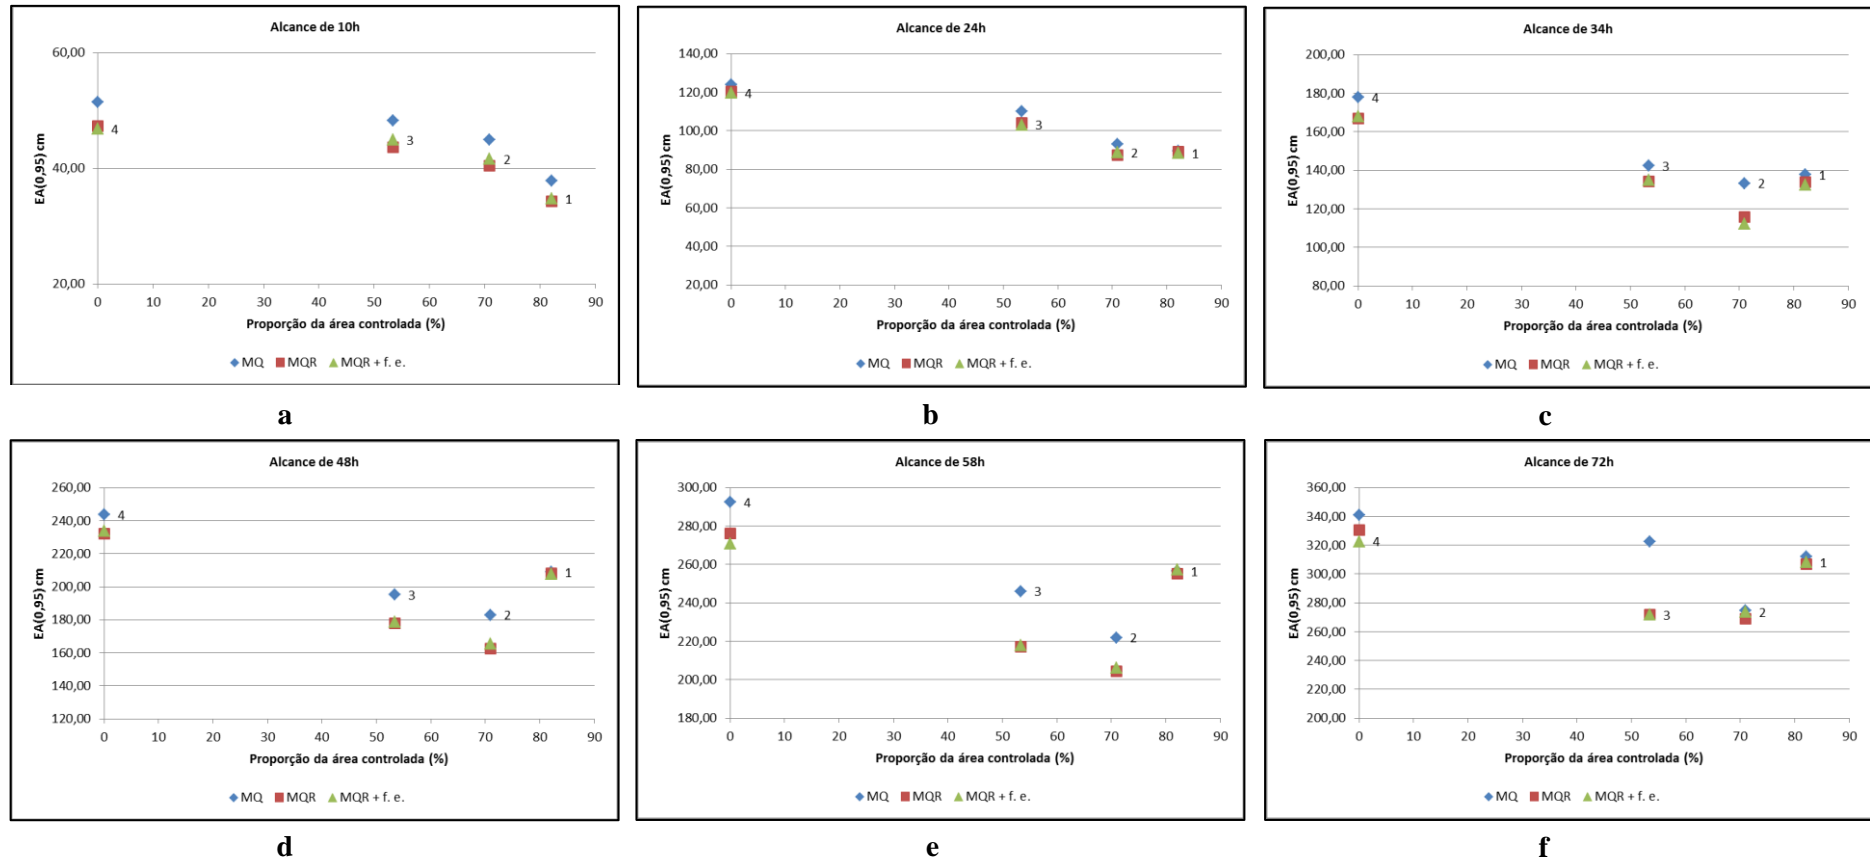 Alcance de 10h
EA(0,95) cm
60,00
40,00
20,00
4
3
2
1
0 10 20 30 40 50 60 70 80 90
Proporção da área controlada (%)
MQ MQR MQR + f. e.
a
Alcance de 24h
EA(0,95) cm
140,00
120,00
100,00
80,00
60,00
40,00
20,00
4
3
2
1
0 10 20 30 40 50 60 70 80 90
Proporção da área controlada (%)
MQ MQR MQR + f. e.
b
Alcance de 34h
EA(0,95) cm
200,00
180,00
160,00
140,00
120,00
100,00
80,00
4
3
2
1
0 10 20 30 40 50 60 70 80 90
Proporção da área controlada (%)
MQ MQR MQR + f. e.
c
Alcance de 48h
EA(0,95) cm
260,00
240,00
220,00
200,00
180,00
160,00
140,00
120,00
4
3
2
1
0 10 20 30 40 50 60 70 80 90
Proporção da área controlada (%)
MQ MQR MQR + f. e.
d
Alcance de 58h
EA(0,95) cm
300,00
280,00
260,00
240,00
220,00
200,00
180,00
4
3
2
1
0 10 20 30 40 50 60 70 80 90
Proporção da área controlada (%)
MQ MQR MQR + f. e.
e
Alcance de 72h
EA(0,95) cm
360,00
340,00
320,00
300,00
280,00
260,00
240,00
220,00
200,00
4
3
2
1
0 10 20 30 40 50 60 70 80 90
Proporção da área controlada (%)
MQ MQR MQR + f. e.
f